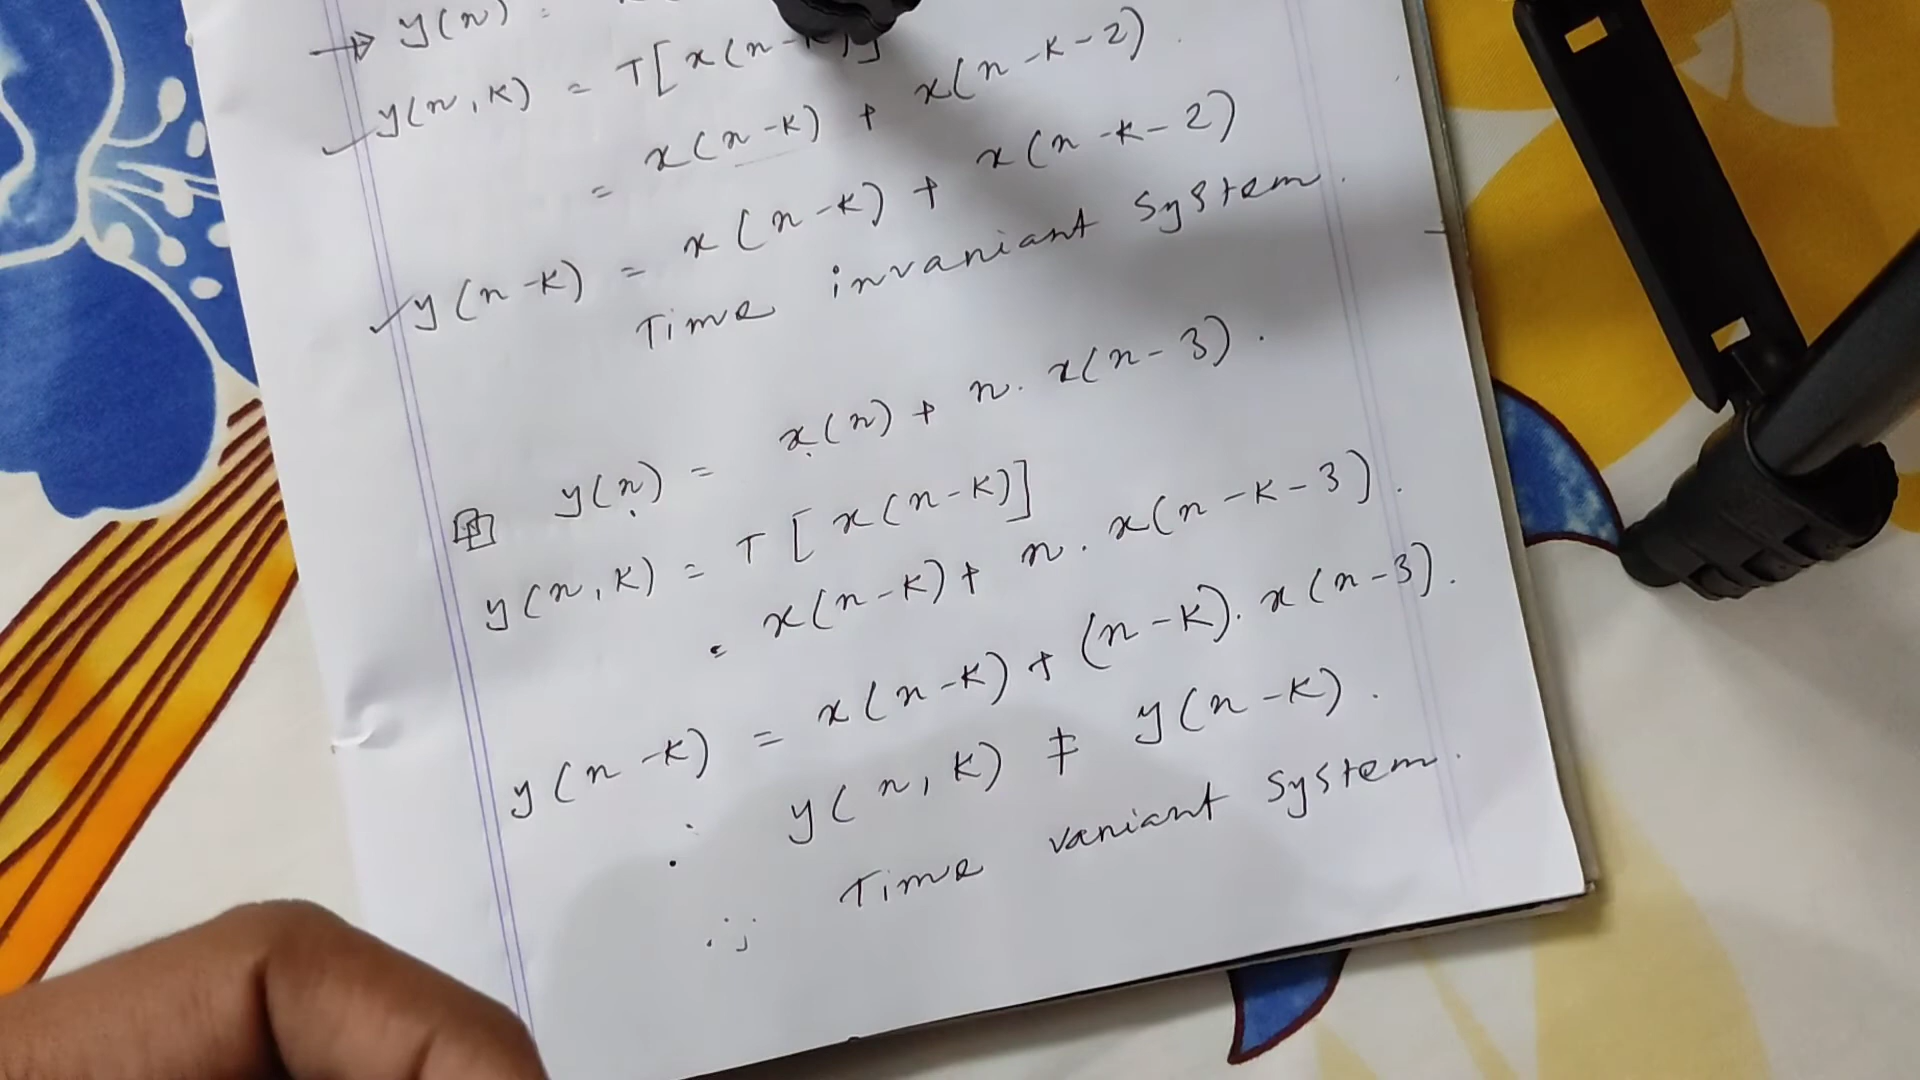 → y(n) =
y(n,k) = T[x(n-k)]
= x(n-k) + x(n-k-2).
y(n-k) = x(n-k) + x(n-k-2)
Time invariant system.
y(n) = x(n) + n. x(n-3).
y(n,k) = T[x(n-k)]
= x(n-k) + n. x(n-k-3).
y(n-k) = x(n-k) + (n-k). x(n-3).
∴ y(n,k) ≠ y(n-k).
∴ Time variant system.